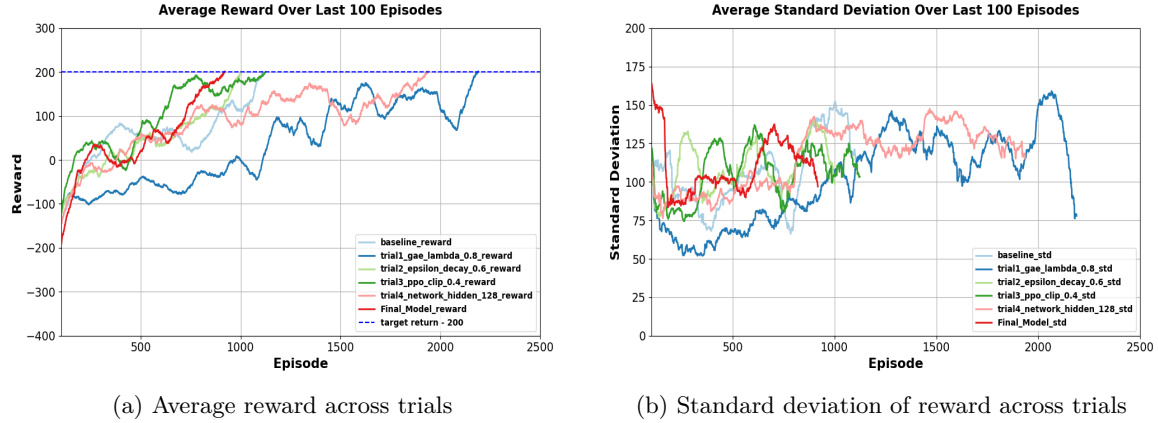 Average Reward Over Last 100 Episodes
300
200
100
0
−100
−200
−300
−400
Reward
500
1000
1500
2000
2500
Episode
baseline_reward
trial1_gae_lambda_0.8_reward
trial2_epsilon_decay_0.6_reward
trial3_ppo_clip_0.4_reward
trial4_network_hidden_128_reward
Final_Model_reward
target return - 200
(a) Average reward across trials
Average Standard Deviation Over Last 100 Episodes
200
175
150
125
100
75
50
25
0
Standard Deviation
500
1000
1500
2000
2500
Episode
baseline_std
trial1_gae_lambda_0.8_std
trial2_epsilon_decay_0.6_std
trial3_ppo_clip_0.4_std
trial4_network_hidden_128_std
Final_Model_std
(b) Standard deviation of reward across trials